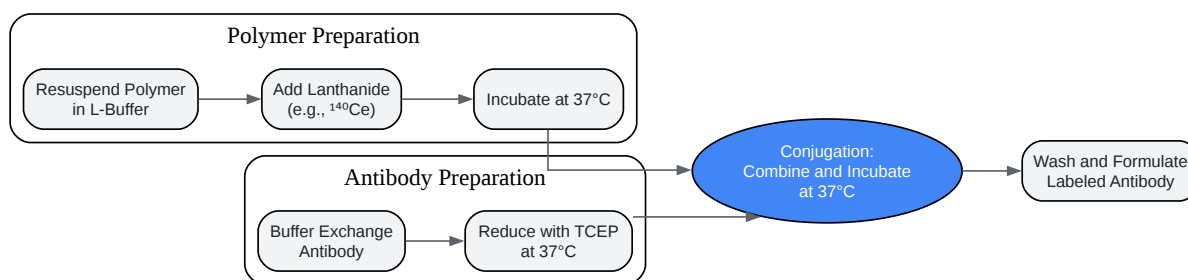 Polymer Preparation
Resuspend Polymer
in L-Buffer
Add Lanthanide
(e.g., ¹⁴⁰Ce)
Incubate at 37°C
Conjugation:
Combine and Incubate
at 37°C
Wash and Formulate
Labeled Antibody
Antibody Preparation
Buffer Exchange
Antibody
Reduce with TCEP
at 37°C